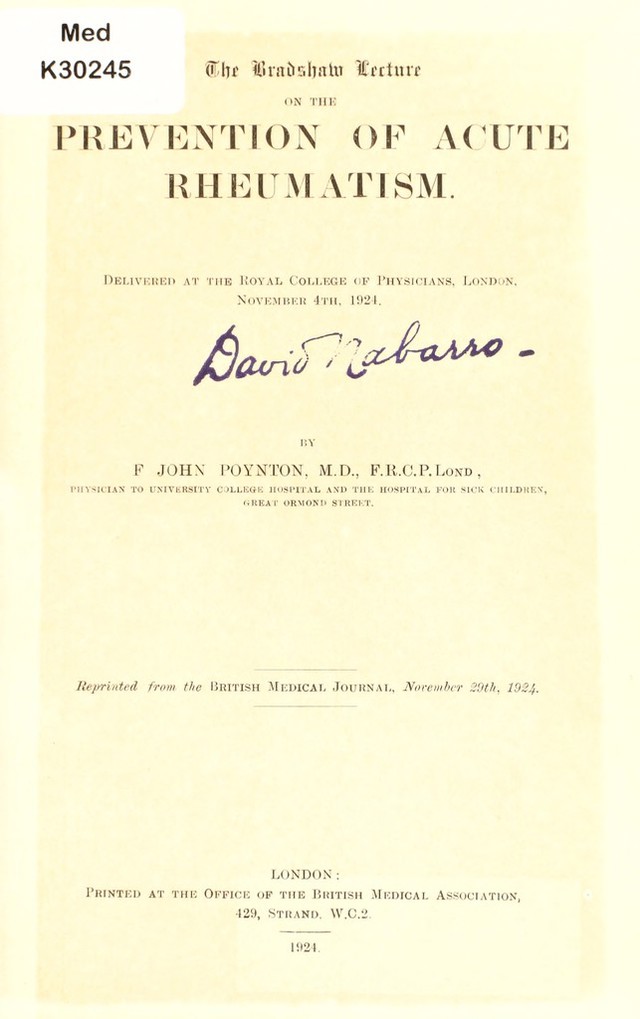 Med
K30245
The Bradshaw Lecture
ON THE
PREVENTION OF ACUTE
RHEUMATISM.
DELIVERED AT THE ROYAL COLLEGE OF PHYSICIANS, LONDON,
NOVEMBER 4TH, 1924.
David Nabarro -
BY
F JOHN POYNTON, M.D., F.R.C.P.LOND,
PHYSICIAN TO UNIVERSITY COLLEGE HOSPITAL AND THE HOSPITAL FOR SICK CHILDREN,
GREAT ORMOND STREET.
Reprinted from the BRITISH MEDICAL JOURNAL, November 29th, 1924.
LONDON:
PRINTED AT THE OFFICE OF THE BRITISH MEDICAL ASSOCIATION,
429, STRAND. W.C.2.
1924.